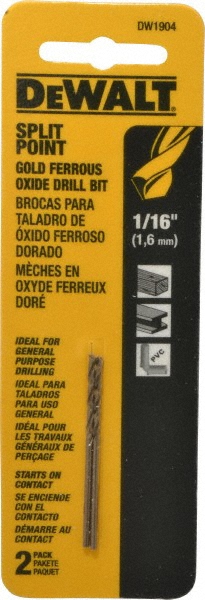 DW1904
DEWALT
SPLIT
POINT
GOLD FERROUS
OXIDE DRILL BIT
BROCAS PARA
TALADRO DE
ÓXIDO FERROSO
DORADO
MÈCHES EN
OXYDE FERREUX
DORÉ
1/16"
(1,6 mm)
PVC
IDEAL FOR
GENERAL
PURPOSE
DRILLING
IDEAL PARA
TALADROS
PARA USO
GENERAL
IDÉAL POUR
LES TRAVAUX
GÉNÉRAUX DE
PERÇAGE
STARTS ON
CONTACT
SE ENCIENDE
CON EL
CONTACTO
DÉMARRE AU
CONTACT
2 PACK
PAKETE
PAQUET